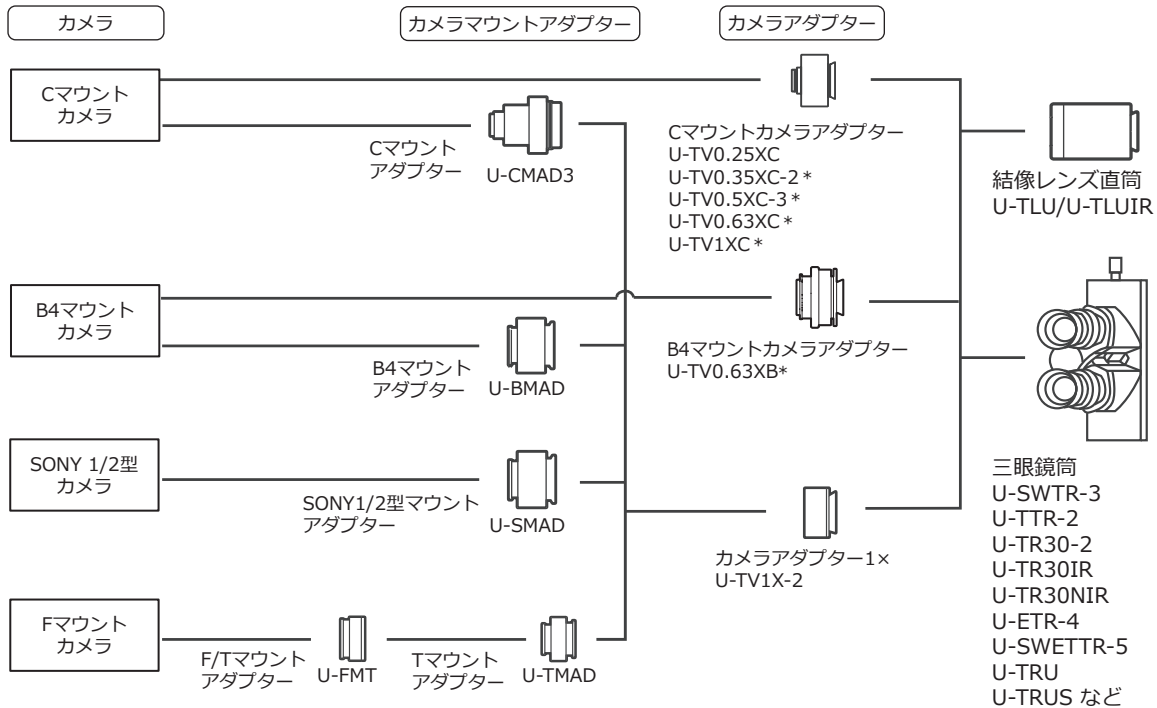 カメラ
カメラマウントアダプター
カメラアダプター
Cマウント
カメラ
Cマウント
アダプター
U-CMAD3
Cマウントカメラアダプター
U-TV0.25XC
U-TV0.35XC-2*
U-TV0.5XC-3*
U-TV0.63XC*
U-TV1XC*
結像レンズ直筒
U-TLU/U-TLUIR
B4マウント
カメラ
B4マウント
アダプター
U-BMAD
B4マウントカメラアダプター
U-TV0.63XB*
SONY 1/2型
カメラ
SONY1/2型マウント
アダプター
U-SMAD
カメラアダプター1×
U-TV1X-2
三眼鏡筒
U-SWTR-3
U-TTR-2
U-TR30-2
U-TR30IR
U-TR30NIR
U-ETR-4
U-SWETTR-5
U-TRU
U-TRUS など
Fマウント
カメラ
F/Tマウント
アダプター
U-FMT
Tマウント
アダプター
U-TMAD